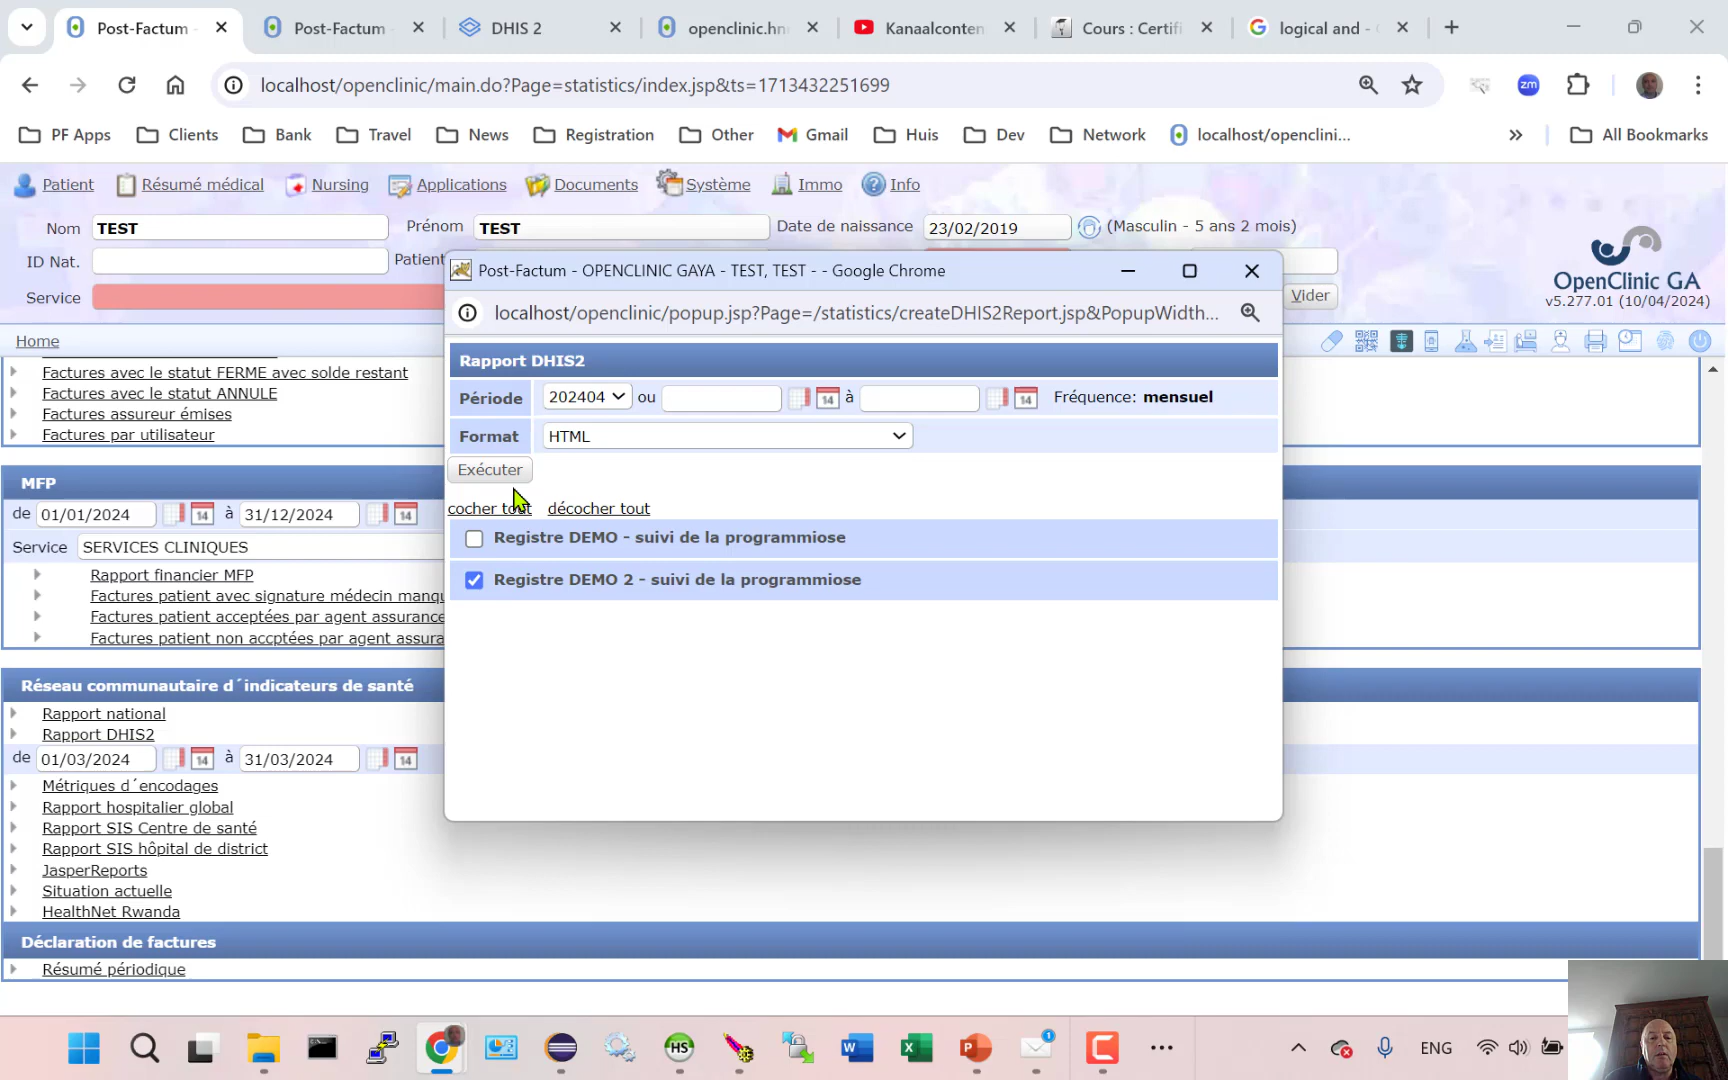 Post-Factum
Post-Factum
DHIS 2
openclinic.hn
Kanaalconten
Cours : Certifi
logical and -
localhost/openclinic/main.do?Page=statistics/index.jsp&ts=1713432251699
zm
PF Apps
Clients
Bank
Travel
News
Registration
Other
Gmail
Huis
Dev
Network
localhost/openclini...
»
All Bookmarks
Patient
Résumé médical
Nursing
Applications
Documents
Système
Immo
Info
Nom
TEST
Prénom
TEST
Date de naissance
23/02/2019
(Masculin - 5 ans 2 mois)
ID Nat.
Patient
Service
Vider
OpenClinic GA
v5.277.01 (10/04/2024)
Home
Post-Factum - OPENCLINIC GAYA - TEST, TEST - - Google Chrome
localhost/openclinic/popup.jsp?Page=/statistics/createDHIS2Report.jsp&PopupWidth...
Rapport DHIS2
Période
202404
ou
14
à
14
Fréquence: mensuel
Format
HTML
Exécuter
cocher tout
décocher tout
Registre DEMO - suivi de la programmiose
Registre DEMO 2 - suivi de la programmiose
Factures avec le statut FERME avec solde restant
Factures avec le statut ANNULE
Factures assureur émises
Factures par utilisateur
MFP
de
01/01/2024
14
à
31/12/2024
14
Service
SERVICES CLINIQUES
Rapport financier MFP
Factures patient avec signature médecin manqu
Factures patient acceptées par agent assurance
Factures patient non accptées par agent assura
Réseau communautaire d´indicateurs de santé
Rapport national
Rapport DHIS2
de
01/03/2024
14
à
31/03/2024
14
Métriques d´encodages
Rapport hospitalier global
Rapport SIS Centre de santé
Rapport SIS hôpital de district
JasperReports
Situation actuelle
HealthNet Rwanda
Déclaration de factures
Résumé périodique
HS
W
X
P
1
C
ENG